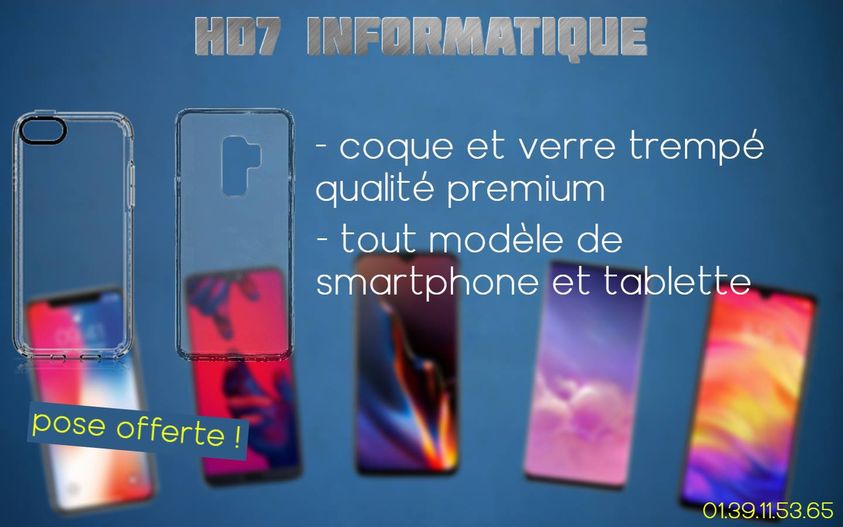 HD7 INFORMATIQUE
- coque et verre trempé
qualité premium
- tout modèle de
smartphone et tablette
pose offerte !
01.39.11.53.65